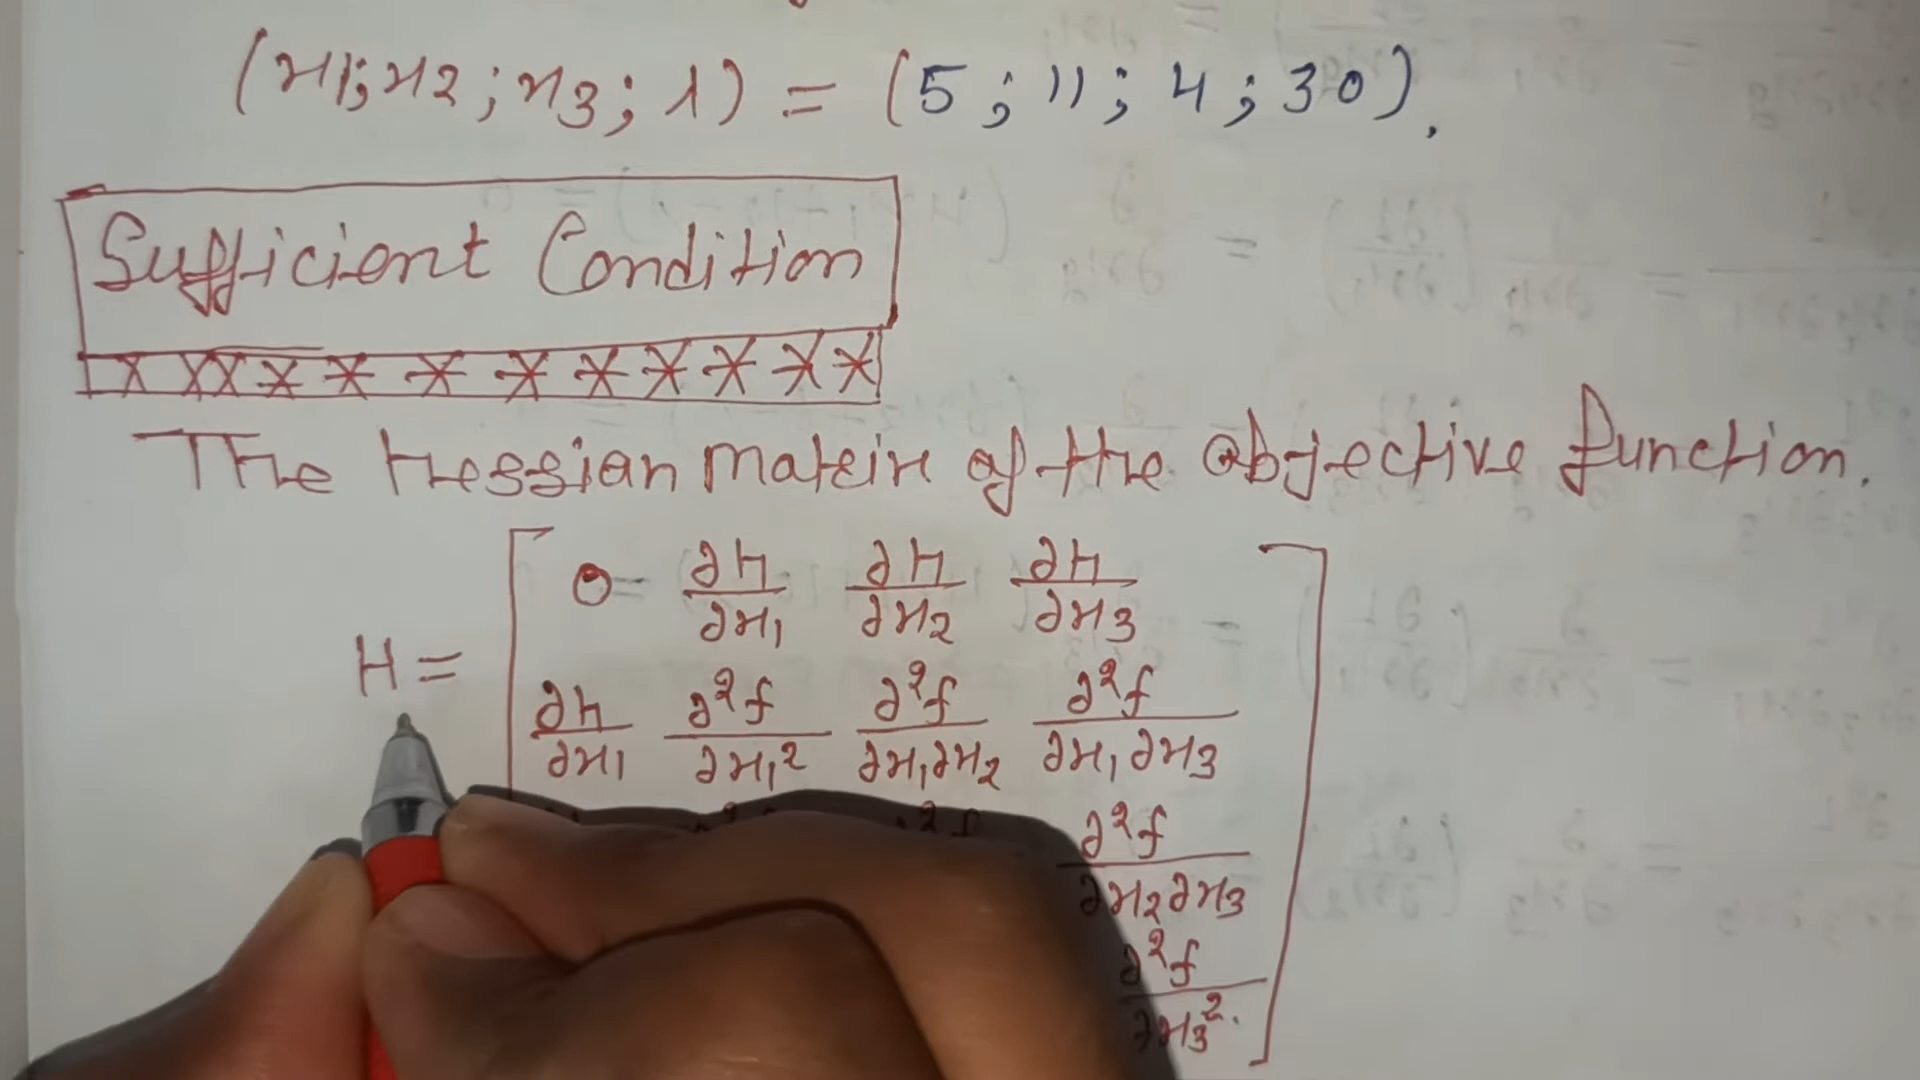 (x1; x2; x3; λ) = (5; 11; 4; 30).
Sufficient Condition
The Hessian matrix of the objective function.
0 ∂h/∂x1 ∂h/∂x2 ∂h/∂x3
H =
∂h/∂x1 ∂²f/∂x1² ∂²f/∂x1∂x2 ∂²f/∂x1∂x3
∂²f/∂x2∂x3
∂²f/∂x3²